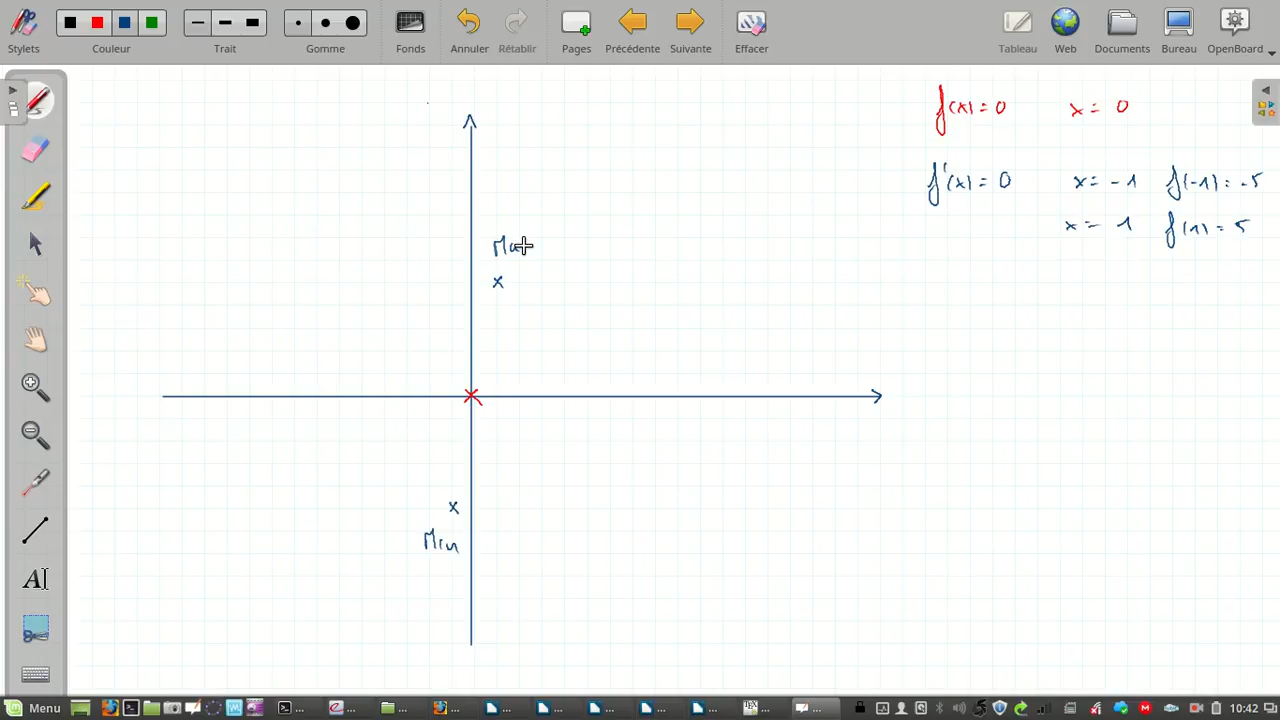 Stylets Couleur Trait Gomme Fonds Annuler Rétablir Pages Précédente Suivante Effacer Tableau Web Documents Bureau OpenBoard
f(x) = 0 x = 0
f'(x) = 0 x = -1 f(-1) = -5
x = 1 f(1) = 5
x
x
Min
Menu ... ... ... ... ... ... ... ... ... ... ... 10:42